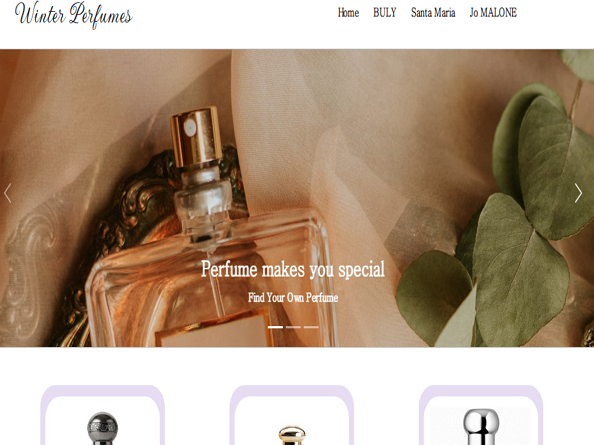 Winter Perfumes
Home BULY Santa Maria Jo MALONE
Perfume makes you special
Find Your Own Perfume